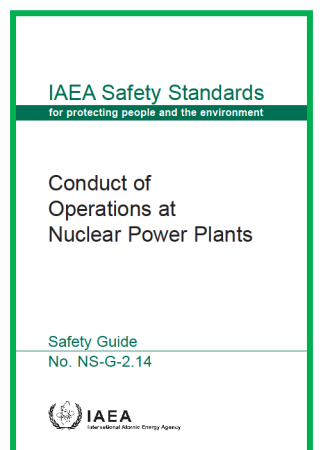 IAEA Safety Standards
for protecting people and the environment
Conduct of
Operations at
Nuclear Power Plants
Safety Guide
No. NS-G-2.14
IAEA
International Atomic Energy Agency